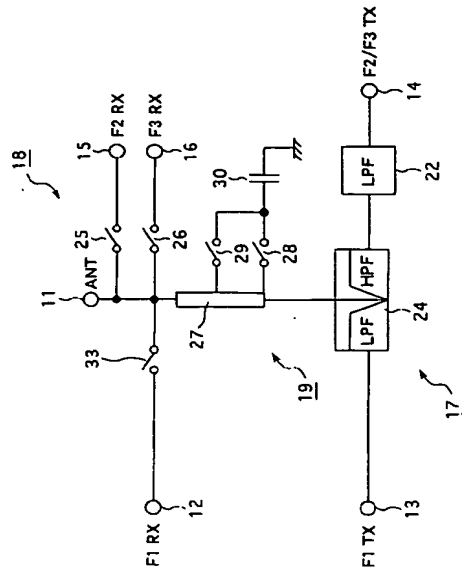 18
11
ANT
25
15
F2 RX
26
16
F3 RX
33
29
28
30
27
F1 RX
12
19
F1 TX
13
LPF
HPF
24
LPF
22
F2/F3 TX
14
17